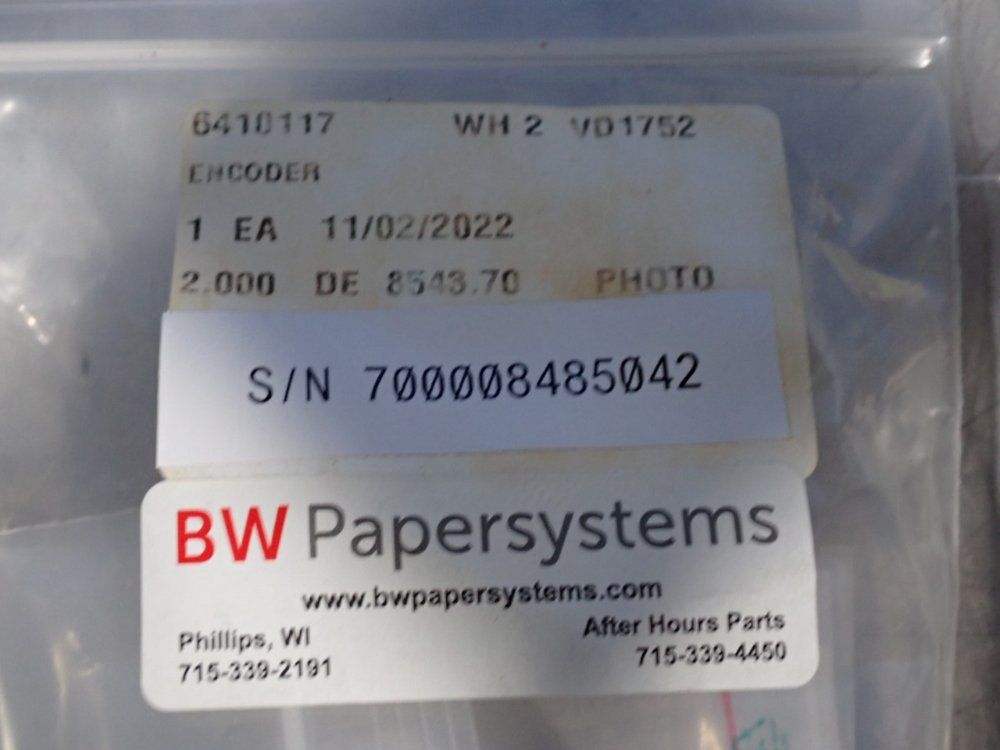 6410117 WH 2 VD1752
ENCODER
1 EA 11/02/2022
2.000 DE 8543.70 PHOTO
S/N 700008485042
BW Papersystems
www.bwpapersystems.com
Phillips, WI After Hours Parts
715-339-2191 715-339-4450